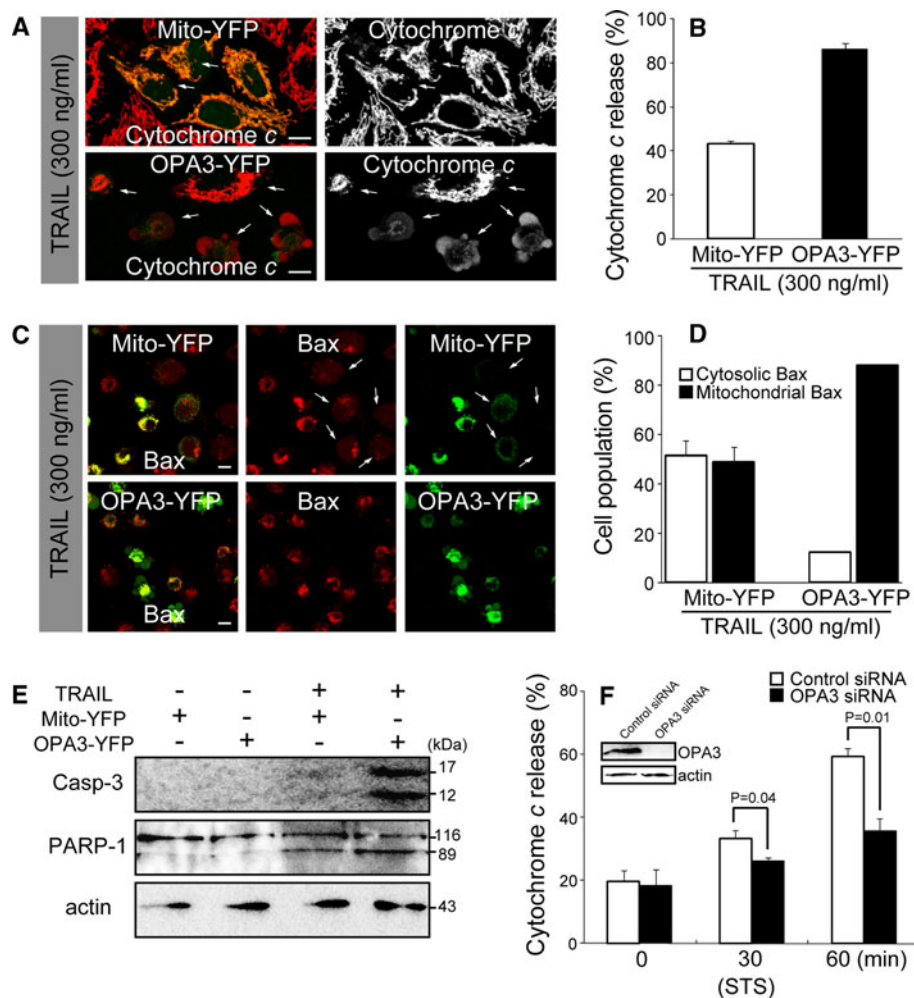 A
TRAIL (300 ng/ml)
Mito-YFP
Cytochrome c
Cytochrome c
OPA3-YFP
Cytochrome c
Cytochrome c
B
Cytochrome c release (%)
100
80
60
40
20
0
Mito-YFP OPA3-YFP
TRAIL (300 ng/ml)
C
TRAIL (300 ng/ml)
Mito-YFP
Bax
Bax
Mito-YFP
OPA3-YFP
Bax
Bax
OPA3-YFP
D
Cell population (%)
100
80
60
40
20
0
Cytosolic Bax
Mitochondrial Bax
Mito-YFP OPA3-YFP
TRAIL (300 ng/ml)
E
TRAIL - - + +
Mito-YFP + - + -
OPA3-YFP - + - +
(kDa)
Casp-3
17
12
PARP-1
116
89
actin
43
F
Cytochrome c release (%)
80
60
40
20
0
Control siRNA
OPA3 siRNA
Control siRNA
OPA3 siRNA
OPA3
actin
P=0.04
P=0.01
0 30 60 (min)
(STS)